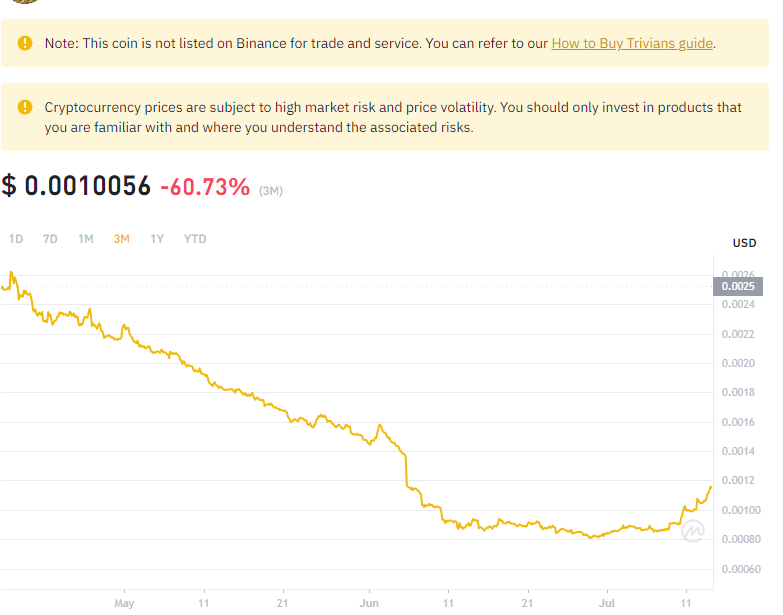 Note: This coin is not listed on Binance for trade and service. You can refer to our How to Buy Trivians guide.
Cryptocurrency prices are subject to high market risk and price volatility. You should only invest in products that
you are familiar with and where you understand the associated risks.
$ 0.0010056 -60.73% (3M)
1D 7D 1M 3M 1Y YTD
USD
0.0026
0.0025
0.0024
0.0022
0.0020
0.0018
0.0016
0.0014
0.0012
0.00100
0.00080
0.00060
May 11 21 Jun 11 21 Jul 11